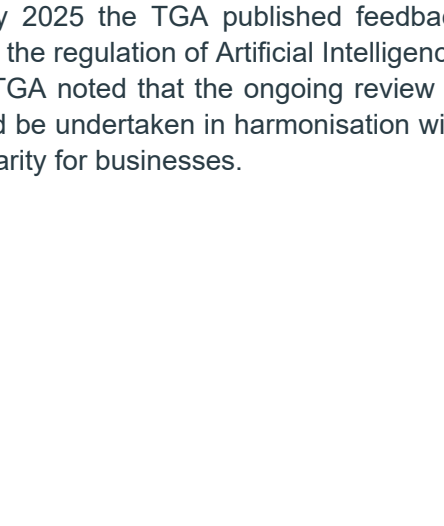 y 2025 the TGA published feedba
the regulation of Artificial Intelligenc
TGA noted that the ongoing review
d be undertaken in harmonisation wi
arity for businesses.